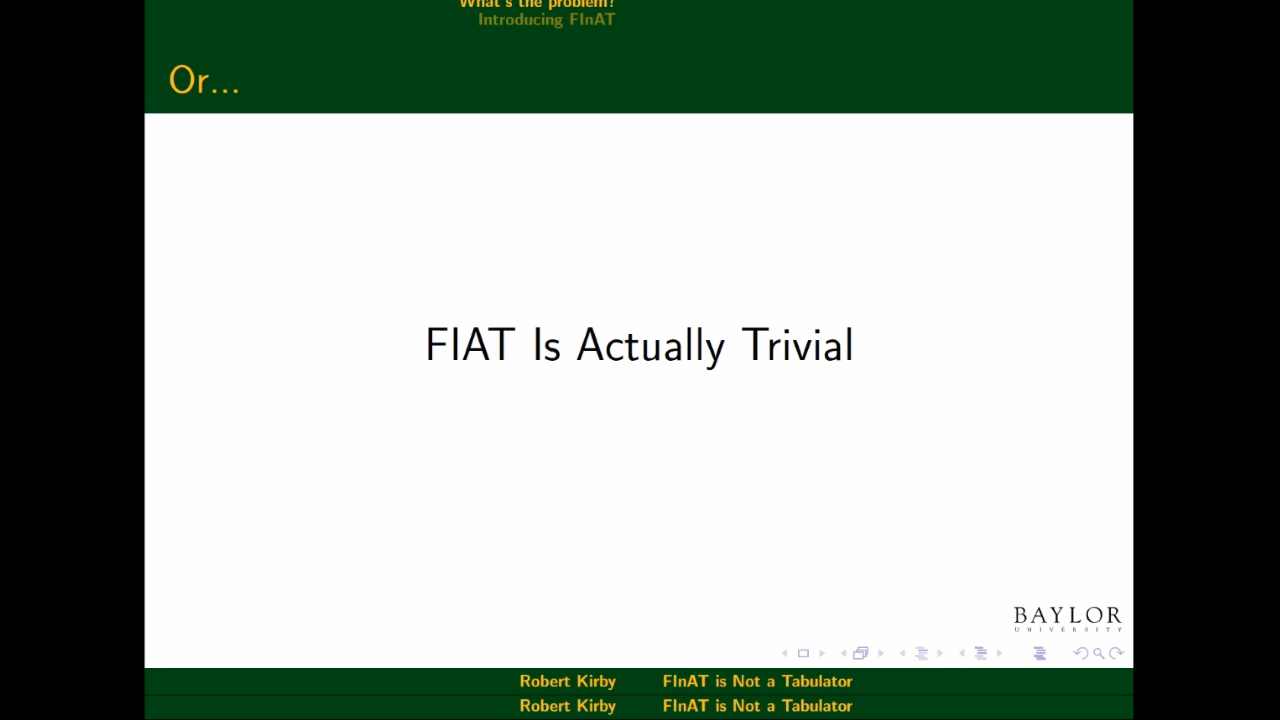 What's the problem?
Introducing FInAT
Or...
FIAT Is Actually Trivial
BAYLOR
UNIVERSITY
Robert Kirby FInAT is Not a Tabulator
Robert Kirby FInAT is Not a Tabulator